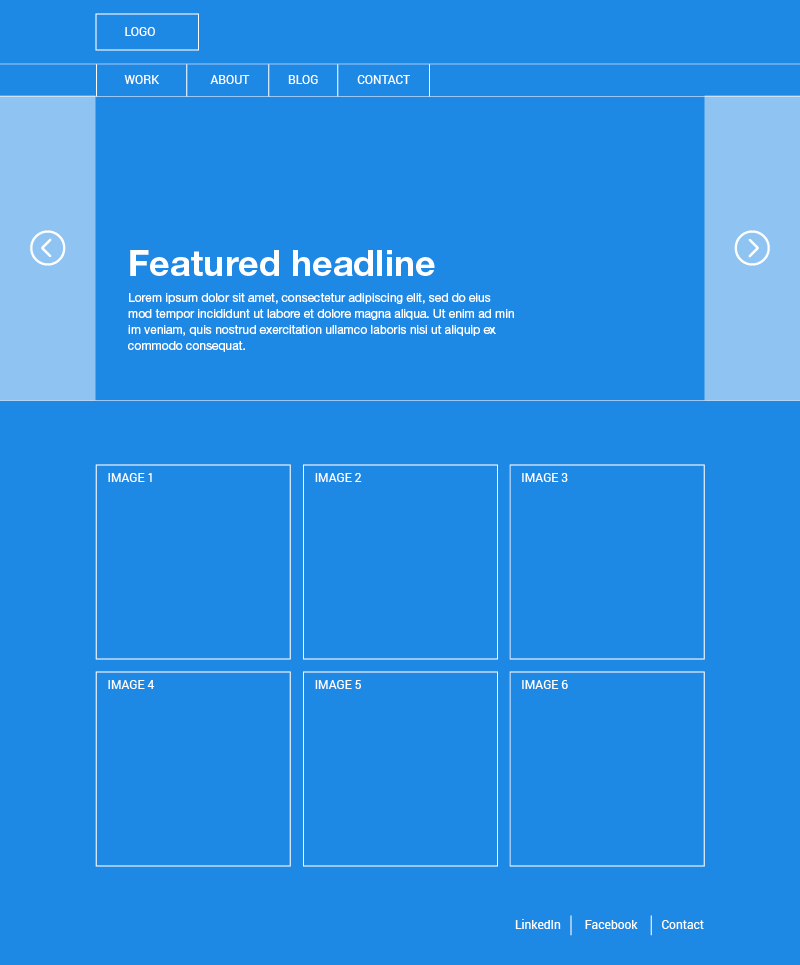 LOGO
WORK ABOUT BLOG CONTACT
Featured headline
Lorem ipsum dolor sit amet, consectetur adipiscing elit, sed do eius
mod tempor incididunt ut labore et dolore magna aliqua. Ut enim ad min
im veniam, quis nostrud exercitation ullamco laboris nisi ut aliquip ex
commodo consequat.
IMAGE 1 IMAGE 2 IMAGE 3
IMAGE 4 IMAGE 5 IMAGE 6
LinkedIn Facebook Contact